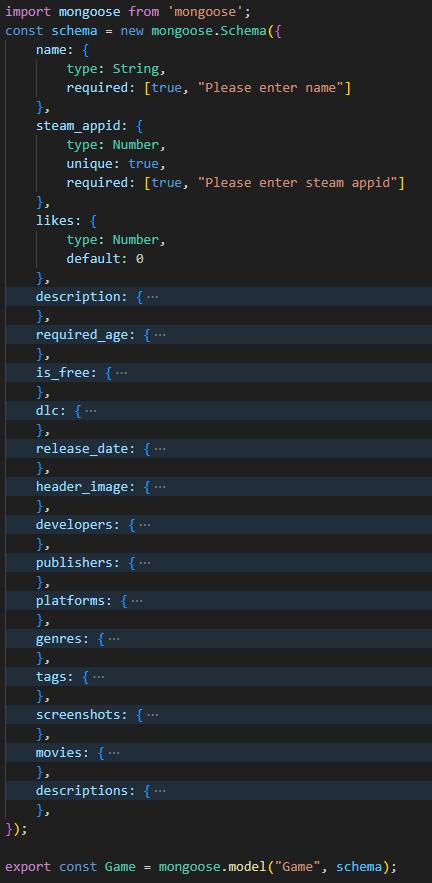 import mongoose from 'mongoose';
const schema = new mongoose.Schema({
    name: {
        type: String,
        required: [true, "Please enter name"]
    },
    steam_appid: {
        type: Number,
        unique: true,
        required: [true, "Please enter steam appid"]
    },
    likes: {
        type: Number,
        default: 0
    },
    description: { ...
    },
    required_age: { ...
    },
    is_free: { ...
    },
    dlc: { ...
    },
    release_date: { ...
    },
    header_image: { ...
    },
    developers: { ...
    },
    publishers: { ...
    },
    platforms: { ...
    },
    genres: { ...
    },
    tags: { ...
    },
    screenshots: { ...
    },
    movies: { ...
    },
    descriptions: { ...
    },
});

export const Game = mongoose.model("Game", schema);